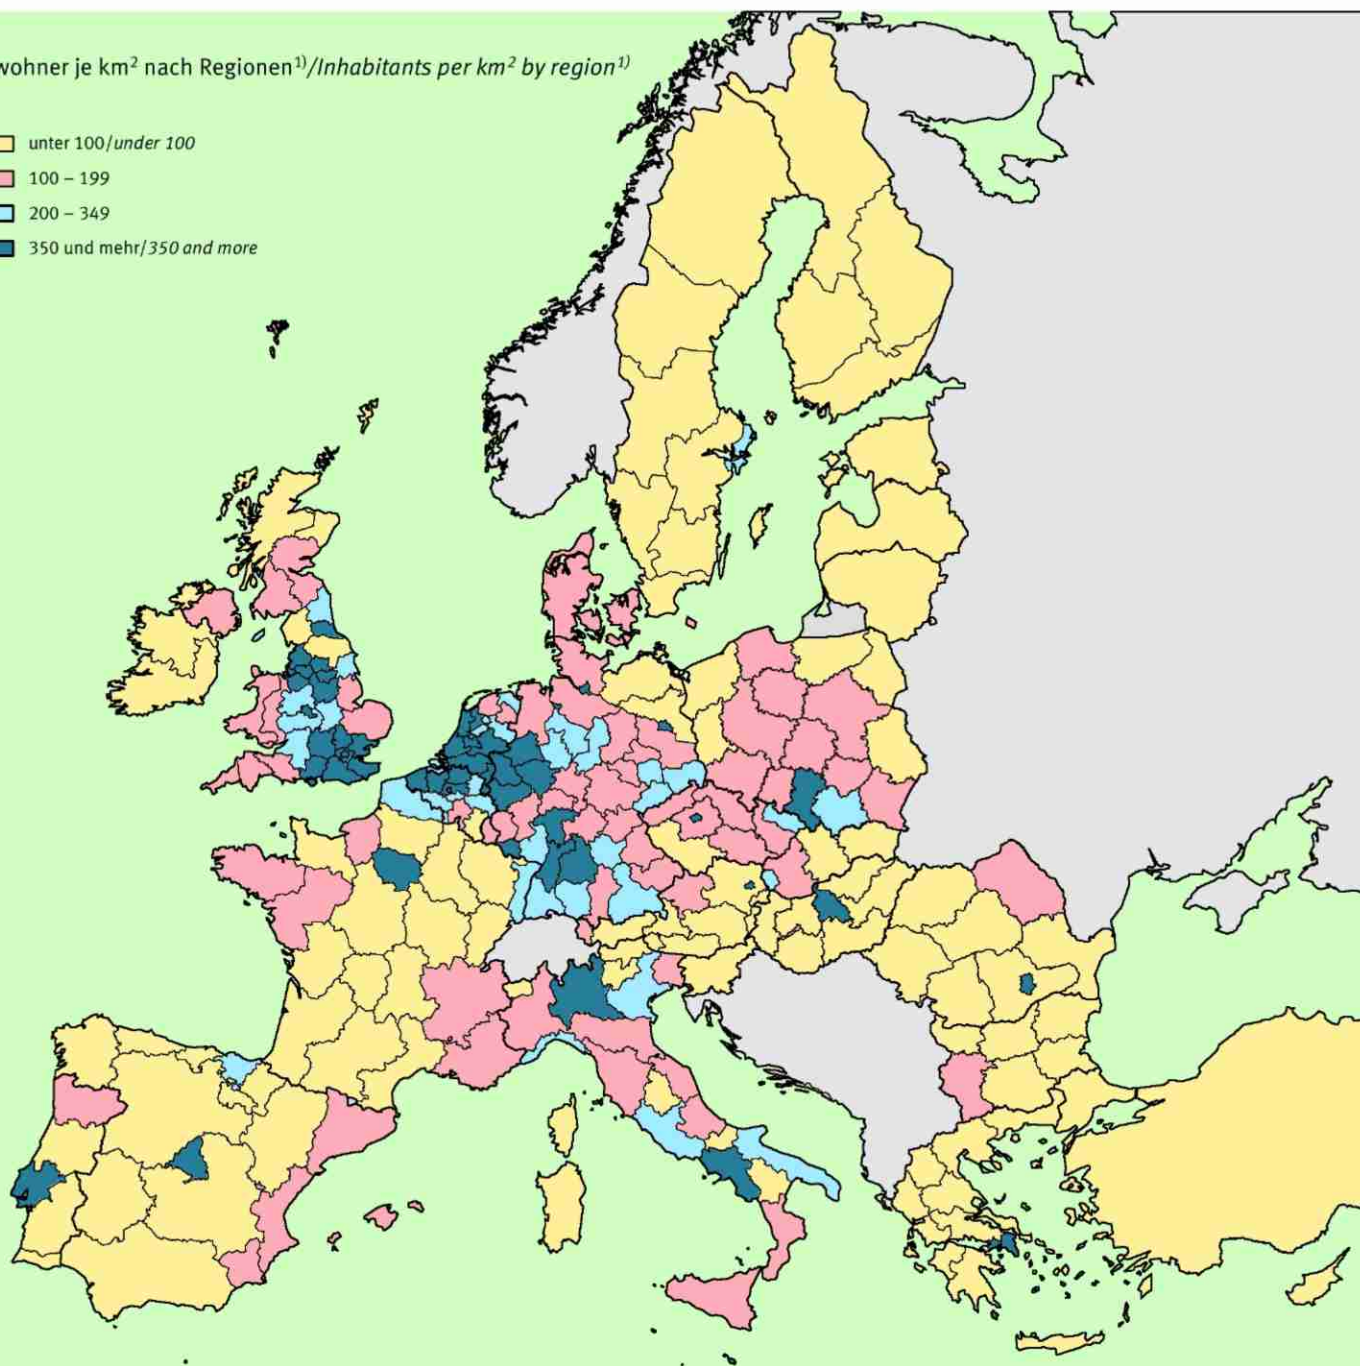 wohner je km² nach Regionen¹⁾/Inhabitants per km² by region¹⁾
unter 100/under 100
100 – 199
200 – 349
350 und mehr/350 and more